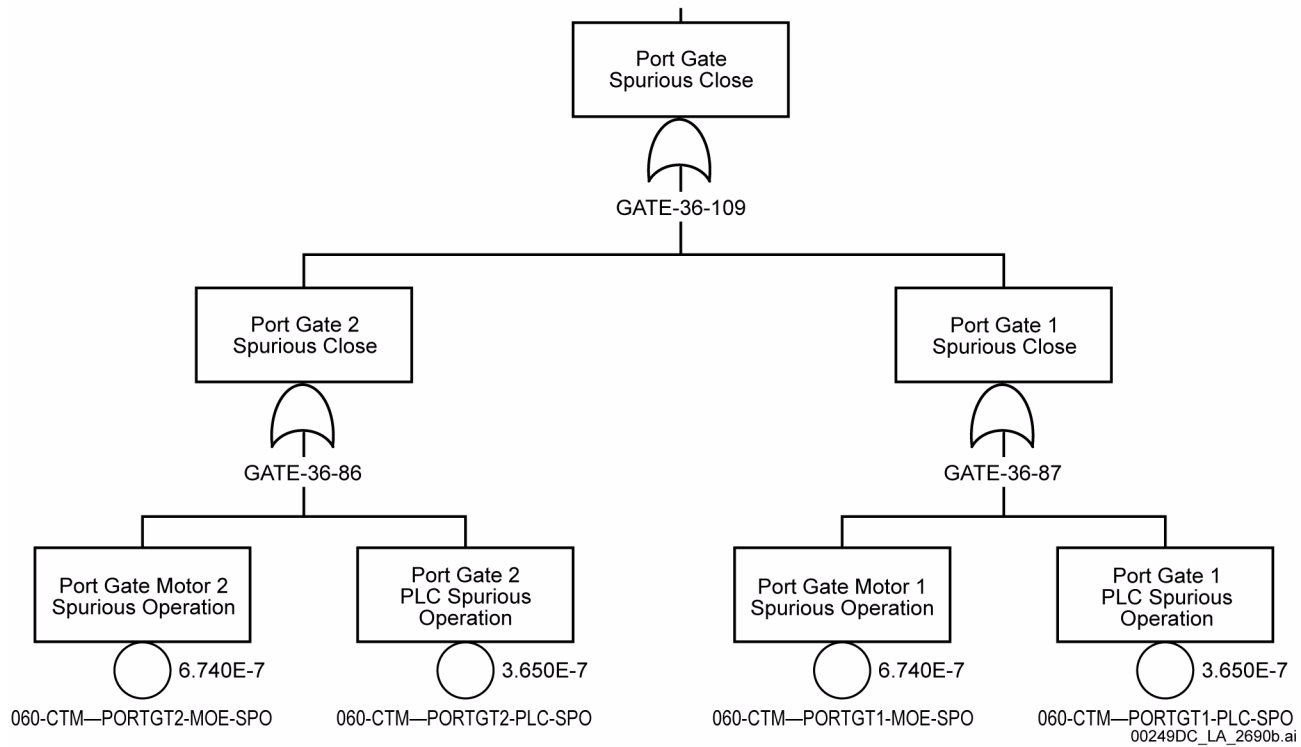 Port Gate
Spurious Close
GATE-36-109
Port Gate 2
Spurious Close
Port Gate 1
Spurious Close
GATE-36-86
GATE-36-87
Port Gate Motor 2
Spurious Operation
Port Gate 2
PLC Spurious
Operation
Port Gate Motor 1
Spurious Operation
Port Gate 1
PLC Spurious
Operation
6.740E-7
3.650E-7
6.740E-7
3.650E-7
060-CTM—PORTGT2-MOE-SPO
060-CTM—PORTGT2-PLC-SPO
060-CTM—PORTGT1-MOE-SPO
060-CTM—PORTGT1-PLC-SPO
00249DC_LA_2690b.ai